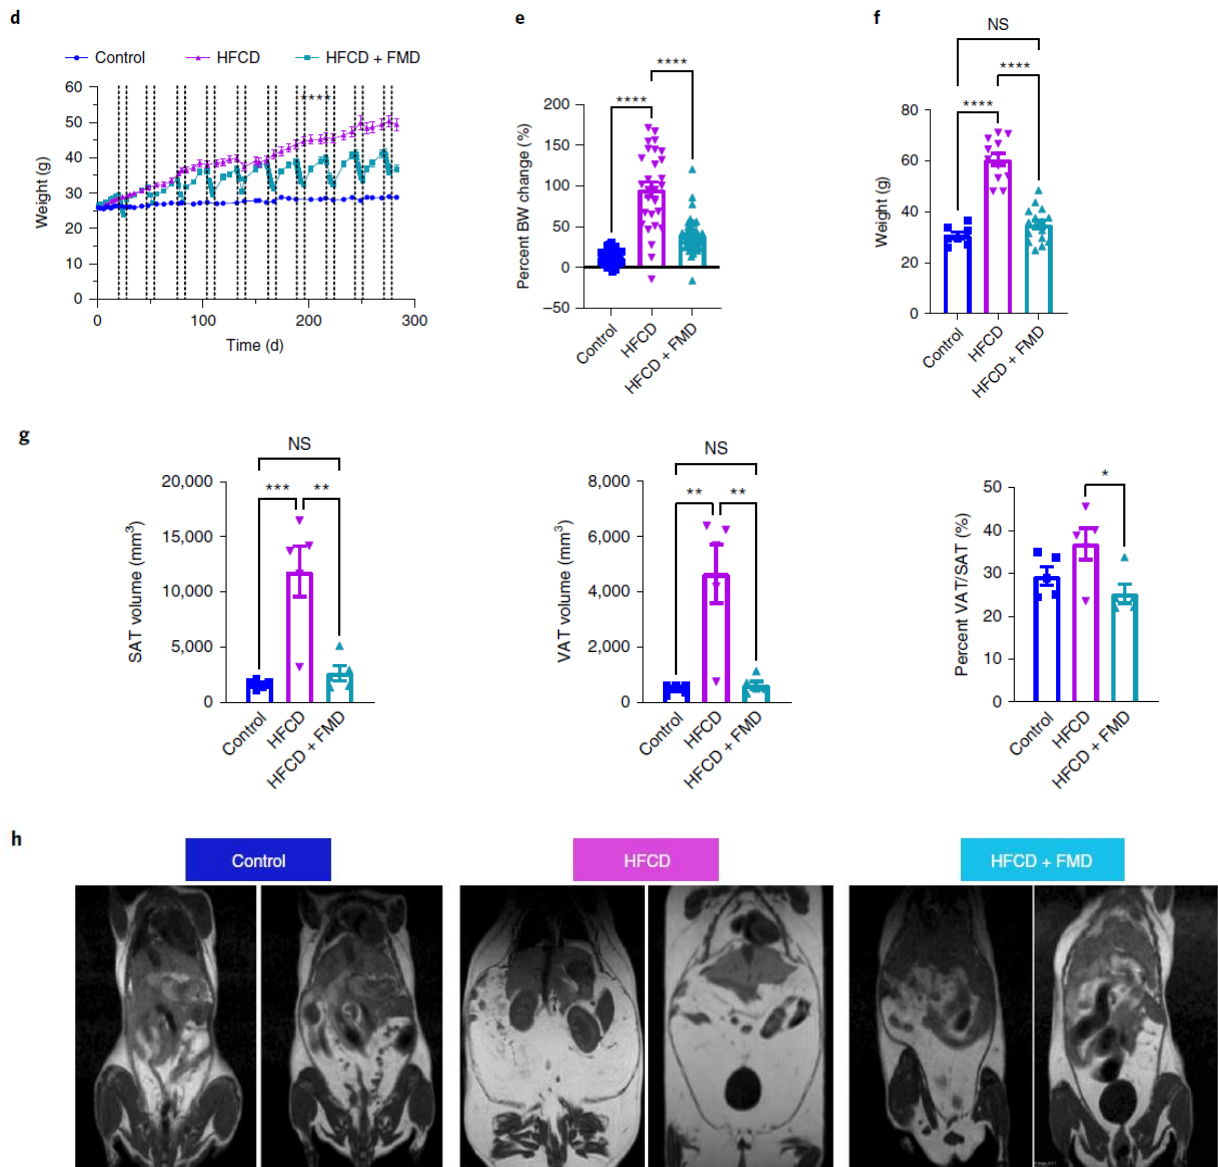 d
Control HFCD HFCD + FMD
60
50
40
30
20
10
0
Weight (g)
****
0 100 200 300
Time (d)
e
****
****
200
150
100
50
0
–50
Percent BW change (%)
Control
HFCD
HFCD + FMD
f
NS
****
****
80
60
40
20
0
Weight (g)
Control
HFCD
HFCD + FMD
g
NS
*** **
20,000
15,000
10,000
5,000
0
SAT volume (mm³)
Control
HFCD
HFCD + FMD
NS
** **
8,000
6,000
4,000
2,000
0
VAT volume (mm³)
Control
HFCD
HFCD + FMD
*
50
40
30
20
10
0
Percent VAT/SAT (%)
Control
HFCD
HFCD + FMD
h
Control HFCD HFCD + FMD